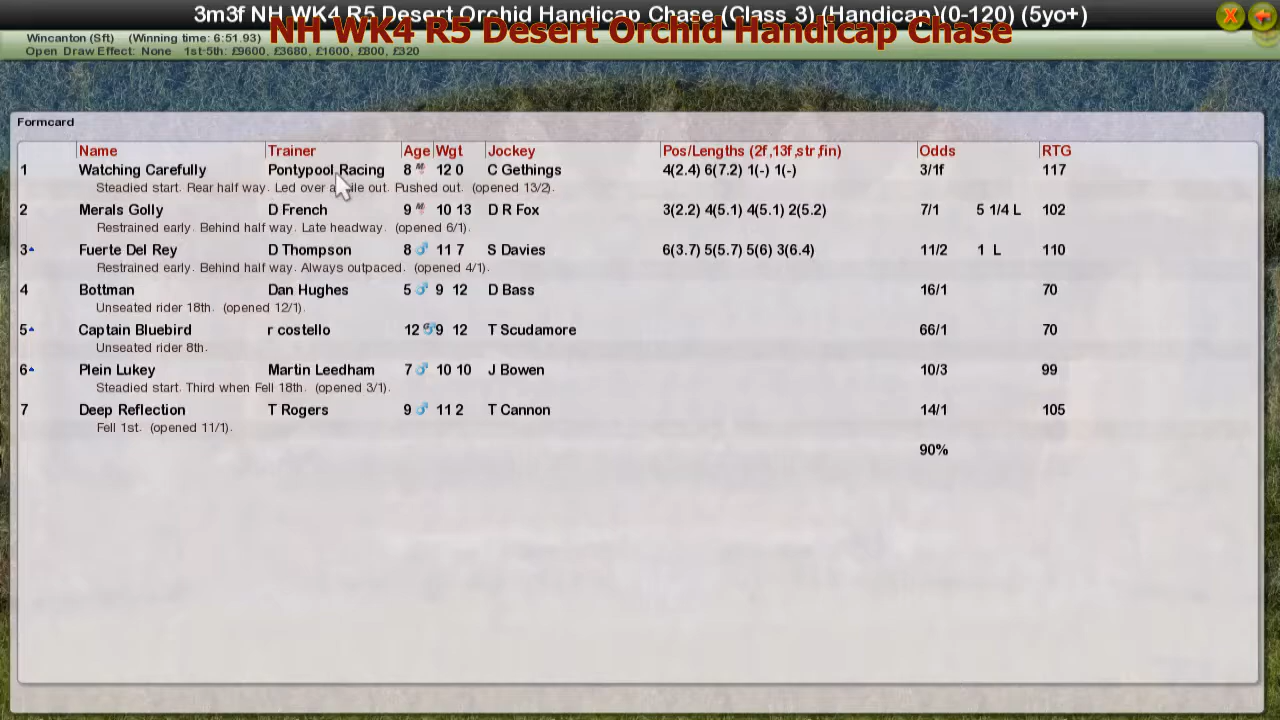 3m3f NH WK4 R5 Desert Orchid Handicap Chase (Class 3) (Handicap)(0-120) (5yo+)
NH WK4 R5 Desert Orchid Handicap Chase
Wincanton (Sft) (Winning time: 6:51.93)
Open Draw Effect: None 1st-5th: £9600, £3680, £1600, £800, £320
Formcard
Name Trainer Age Wgt Jockey Pos/Lengths (2f,13f,str,fin) Odds RTG
1 Watching Carefully Pontypool Racing 8 12 0 C Gethings 4(2.4) 6(7.2) 1(-) 1(-) 3/1f 117
Steadied start. Rear half way. Led over a mile out. Pushed out. (opened 13/2).
2 Merals Golly D French 9 10 13 D R Fox 3(2.2) 4(5.1) 4(5.1) 2(5.2) 7/1 5 1/4 L 102
Restrained early. Behind half way. Late headway. (opened 6/1).
3 Fuerte Del Rey D Thompson 8 11 7 S Davies 6(3.7) 5(5.7) 5(6) 3(6.4) 11/2 1 L 110
Restrained early. Behind half way. Always outpaced. (opened 4/1).
4 Bottman Dan Hughes 5 9 12 D Bass 16/1 70
Unseated rider 18th. (opened 12/1).
5 Captain Bluebird r costello 12 9 12 T Scudamore 66/1 70
Unseated rider 8th.
6 Plein Lukey Martin Leedham 7 10 10 J Bowen 10/3 99
Steadied start. Third when Fell 18th. (opened 3/1).
7 Deep Reflection T Rogers 9 11 2 T Cannon 14/1 105
Fell 1st. (opened 11/1).
90%